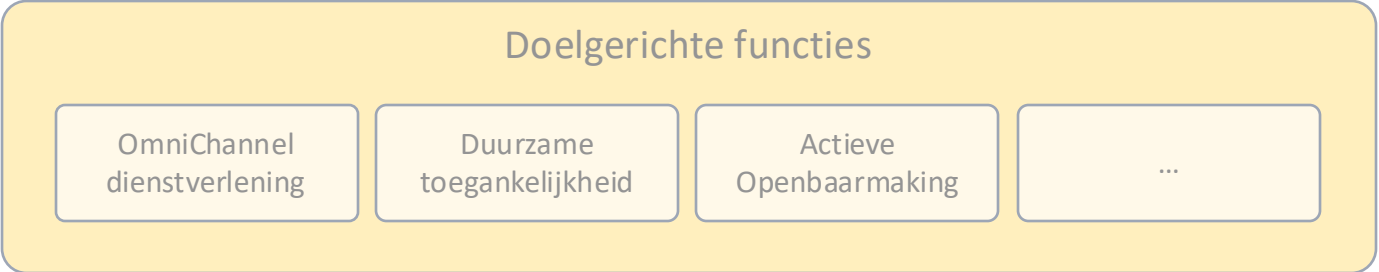 Doelgerichte functies
OmniChannel
dienstverlening
Duurzame
toegankelijkheid
Actieve
Openbaarmaking
...